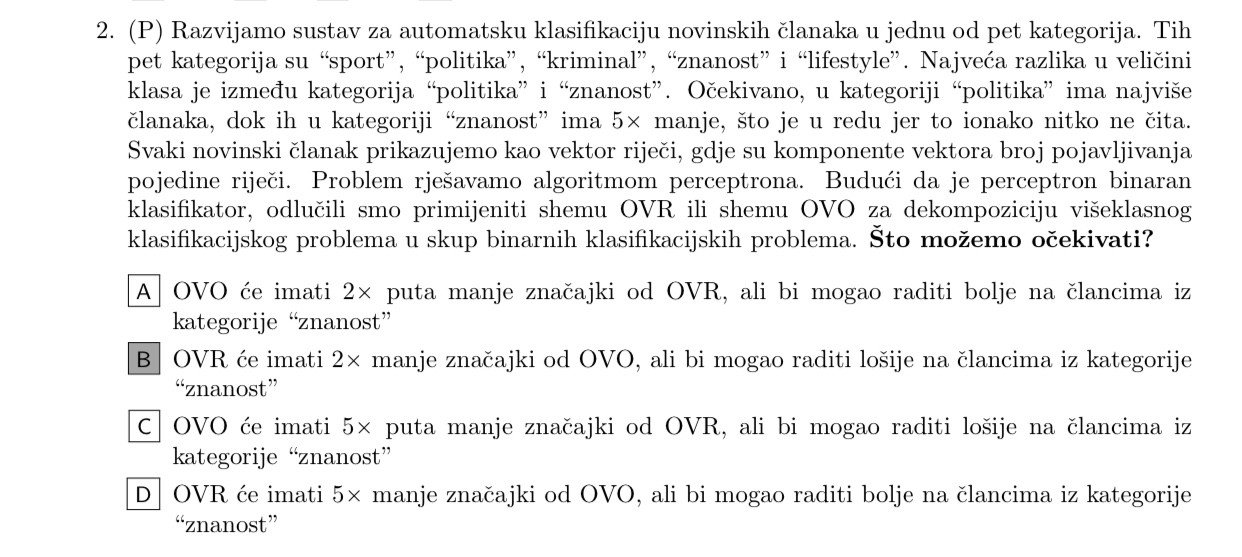 2. (P) Razvijamo sustav za automatsku klasifikaciju novinskih članaka u jednu od pet kategorija. Tih
pet kategorija su “sport”, “politika”, “kriminal”, “znanost” i “lifestyle”. Najveća razlika u veličini
klasa je između kategorija “politika” i “znanost”. Očekivano, u kategoriji “politika” ima najviše
članaka, dok ih u kategoriji “znanost” ima 5× manje, što je u redu jer to ionako nitko ne čita.
Svaki novinski članak prikazujemo kao vektor riječi, gdje su komponente vektora broj pojavljivanja
pojedine riječi. Problem rješavamo algoritmom perceptrona. Budući da je perceptron binaran
klasifikator, odlučili smo primijeniti shemu OVR ili shemu OVO za dekompoziciju višeklasnog
klasifikacijskog problema u skup binarnih klasifikacijskih problema. Što možemo očekivati?
A OVO će imati 2× puta manje značajki od OVR, ali bi mogao raditi bolje na člancima iz
kategorije “znanost”
B OVR će imati 2× manje značajki od OVO, ali bi mogao raditi lošije na člancima iz kategorije
“znanost”
C OVO će imati 5× puta manje značajki od OVR, ali bi mogao raditi lošije na člancima iz
kategorije “znanost”
D OVR će imati 5× manje značajki od OVO, ali bi mogao raditi bolje na člancima iz kategorije
“znanost”